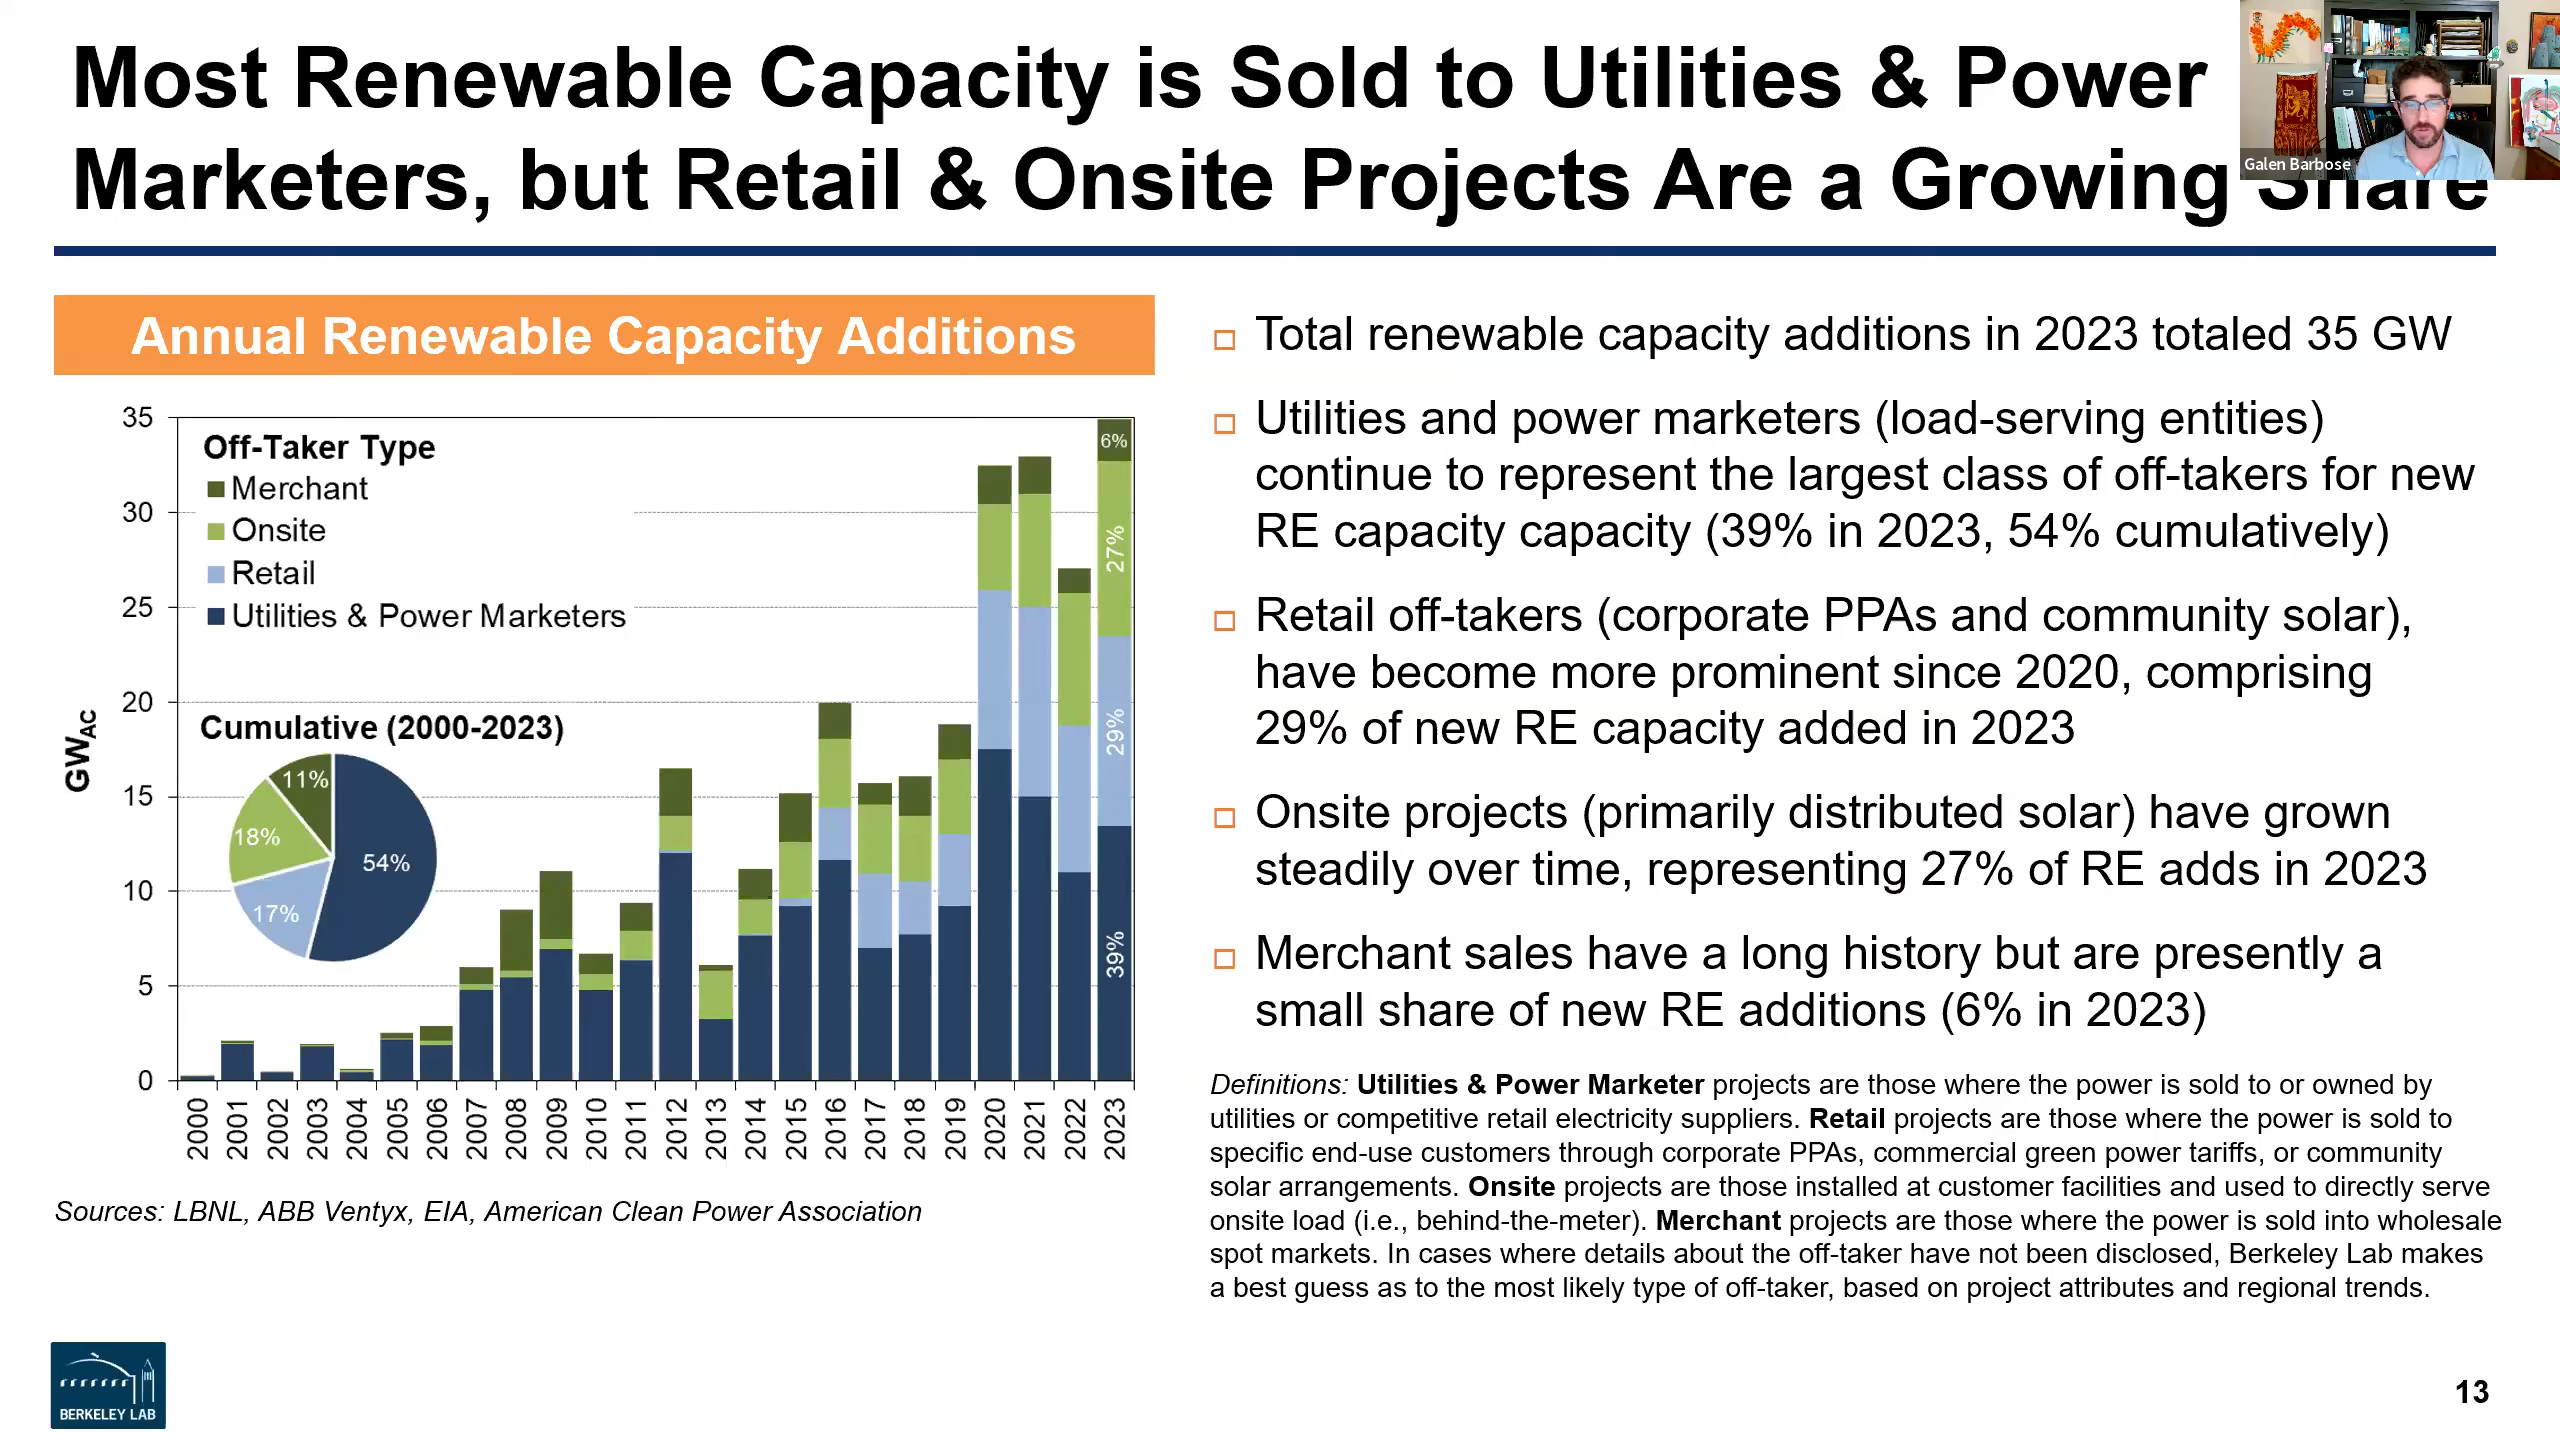 Most Renewable Capacity is Sold to Utilities & Power
Marketers, but Retail & Onsite Projects Are a Growing Share
Galen Barbose
Annual Renewable Capacity Additions
35
30
25
20
15
10
5
0
GWAC
Off-Taker Type
Merchant
Onsite
Retail
Utilities & Power Marketers
Cumulative (2000-2023)
11%
18%
54%
17%
6%
27%
29%
39%
2000 2001 2002 2003 2004 2005 2006 2007 2008 2009 2010 2011 2012 2013 2014 2015 2016 2017 2018 2019 2020 2021 2022 2023
Sources: LBNL, ABB Ventyx, EIA, American Clean Power Association
Total renewable capacity additions in 2023 totaled 35 GW
Utilities and power marketers (load-serving entities)
continue to represent the largest class of off-takers for new
RE capacity capacity (39% in 2023, 54% cumulatively)
Retail off-takers (corporate PPAs and community solar),
have become more prominent since 2020, comprising
29% of new RE capacity added in 2023
Onsite projects (primarily distributed solar) have grown
steadily over time, representing 27% of RE adds in 2023
Merchant sales have a long history but are presently a
small share of new RE additions (6% in 2023)
Definitions: Utilities & Power Marketer projects are those where the power is sold to or owned by
utilities or competitive retail electricity suppliers. Retail projects are those where the power is sold to
specific end-use customers through corporate PPAs, commercial green power tariffs, or community
solar arrangements. Onsite projects are those installed at customer facilities and used to directly serve
onsite load (i.e., behind-the-meter). Merchant projects are those where the power is sold into wholesale
spot markets. In cases where details about the off-taker have not been disclosed, Berkeley Lab makes
a best guess as to the most likely type of off-taker, based on project attributes and regional trends.
BERKELEY LAB
13